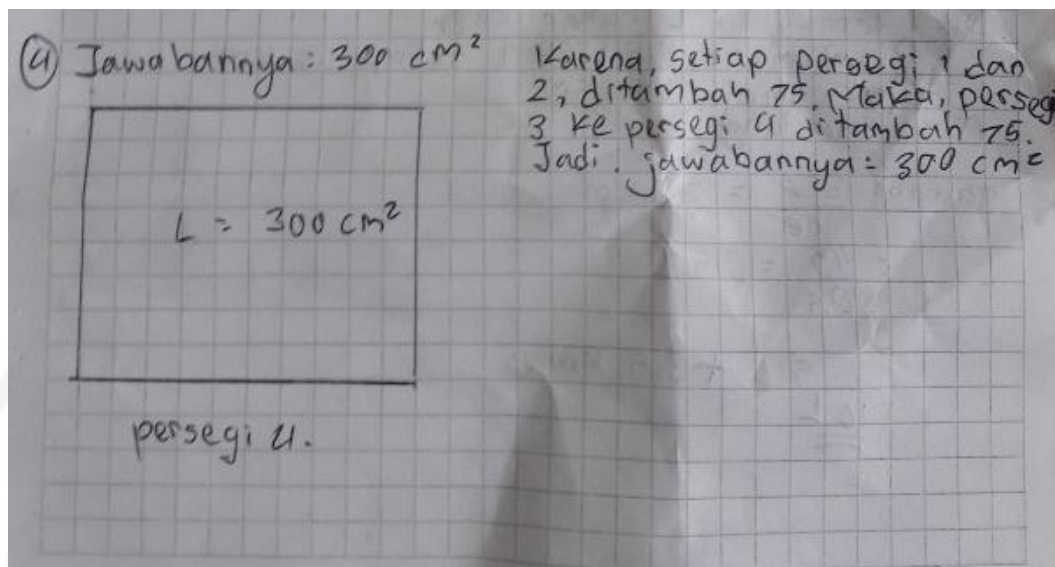 4 Jawabannya: 300 cm²
Karena, setiap persegi 1 dan
2, ditambah 75. Maka, persegi
3 ke persegi 4 ditambah 75.
Jadi. jawabannya = 300 cm²
L = 300 cm²
persegi 4.